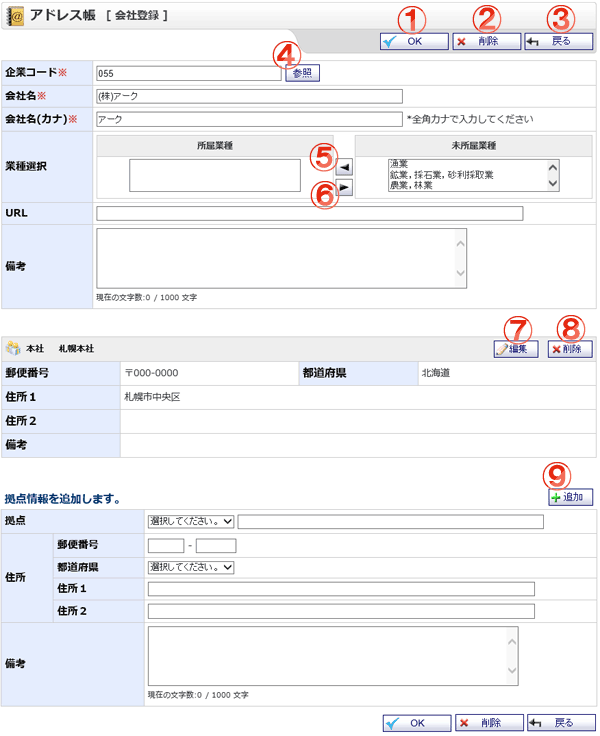 アドレス帳 [ 会社登録 ]
① ② ③
OK 削除 戻る
④
企業コード※ 055 参照
会社名※ (株)アーク
会社名(カナ)※ アーク *全角カナで入力してください
所属業種 未所属業種
業種選択
⑤ ◄
⑥ ►
漁業
鉱業,採石業,砂利採取業
農業,林業
URL
備考
現在の文字数:0 / 1000 文字
⑦ ⑧
本社 札幌本社 編集 削除
郵便番号 〒000-0000 都道府県 北海道
住所1 札幌市中央区
住所2
備考
⑨
拠点情報を追加します。 追加
拠点 選択してください。
住所
郵便番号 -
都道府県 選択してください。
住所1
住所2
備考
現在の文字数:0 / 1000 文字
OK 削除 戻る